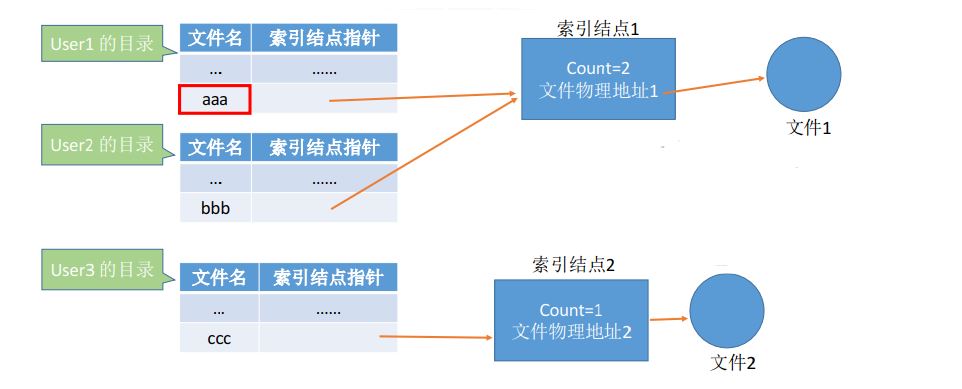 User1 的目录
文件名 索引结点指针
... ......
aaa
User2 的目录
文件名 索引结点指针
... ......
bbb
索引结点1
Count=2
文件物理地址1
文件1
User3 的目录
文件名 索引结点指针
... ......
ccc
索引结点2
Count=1
文件物理地址2
文件2